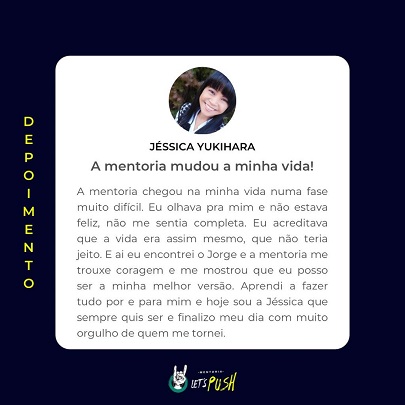 DEPOIMENTO
JÉSSICA YUKIHARA
A mentoria mudou a minha vida!
A mentoria chegou na minha vida numa fase
muito difícil. Eu olhava pra mim e não estava
feliz, não me sentia completa. Eu acreditava
que a vida era assim mesmo, que não teria
jeito. E ai eu encontrei o Jorge e a mentoria me
trouxe coragem e me mostrou que eu posso
ser a minha melhor versão. Aprendi a fazer
tudo por e para mim e hoje sou a Jéssica que
sempre quis ser e finalizo meu dia com muito
orgulho de quem me tornei.
MENTORIA
LET'S PUSH